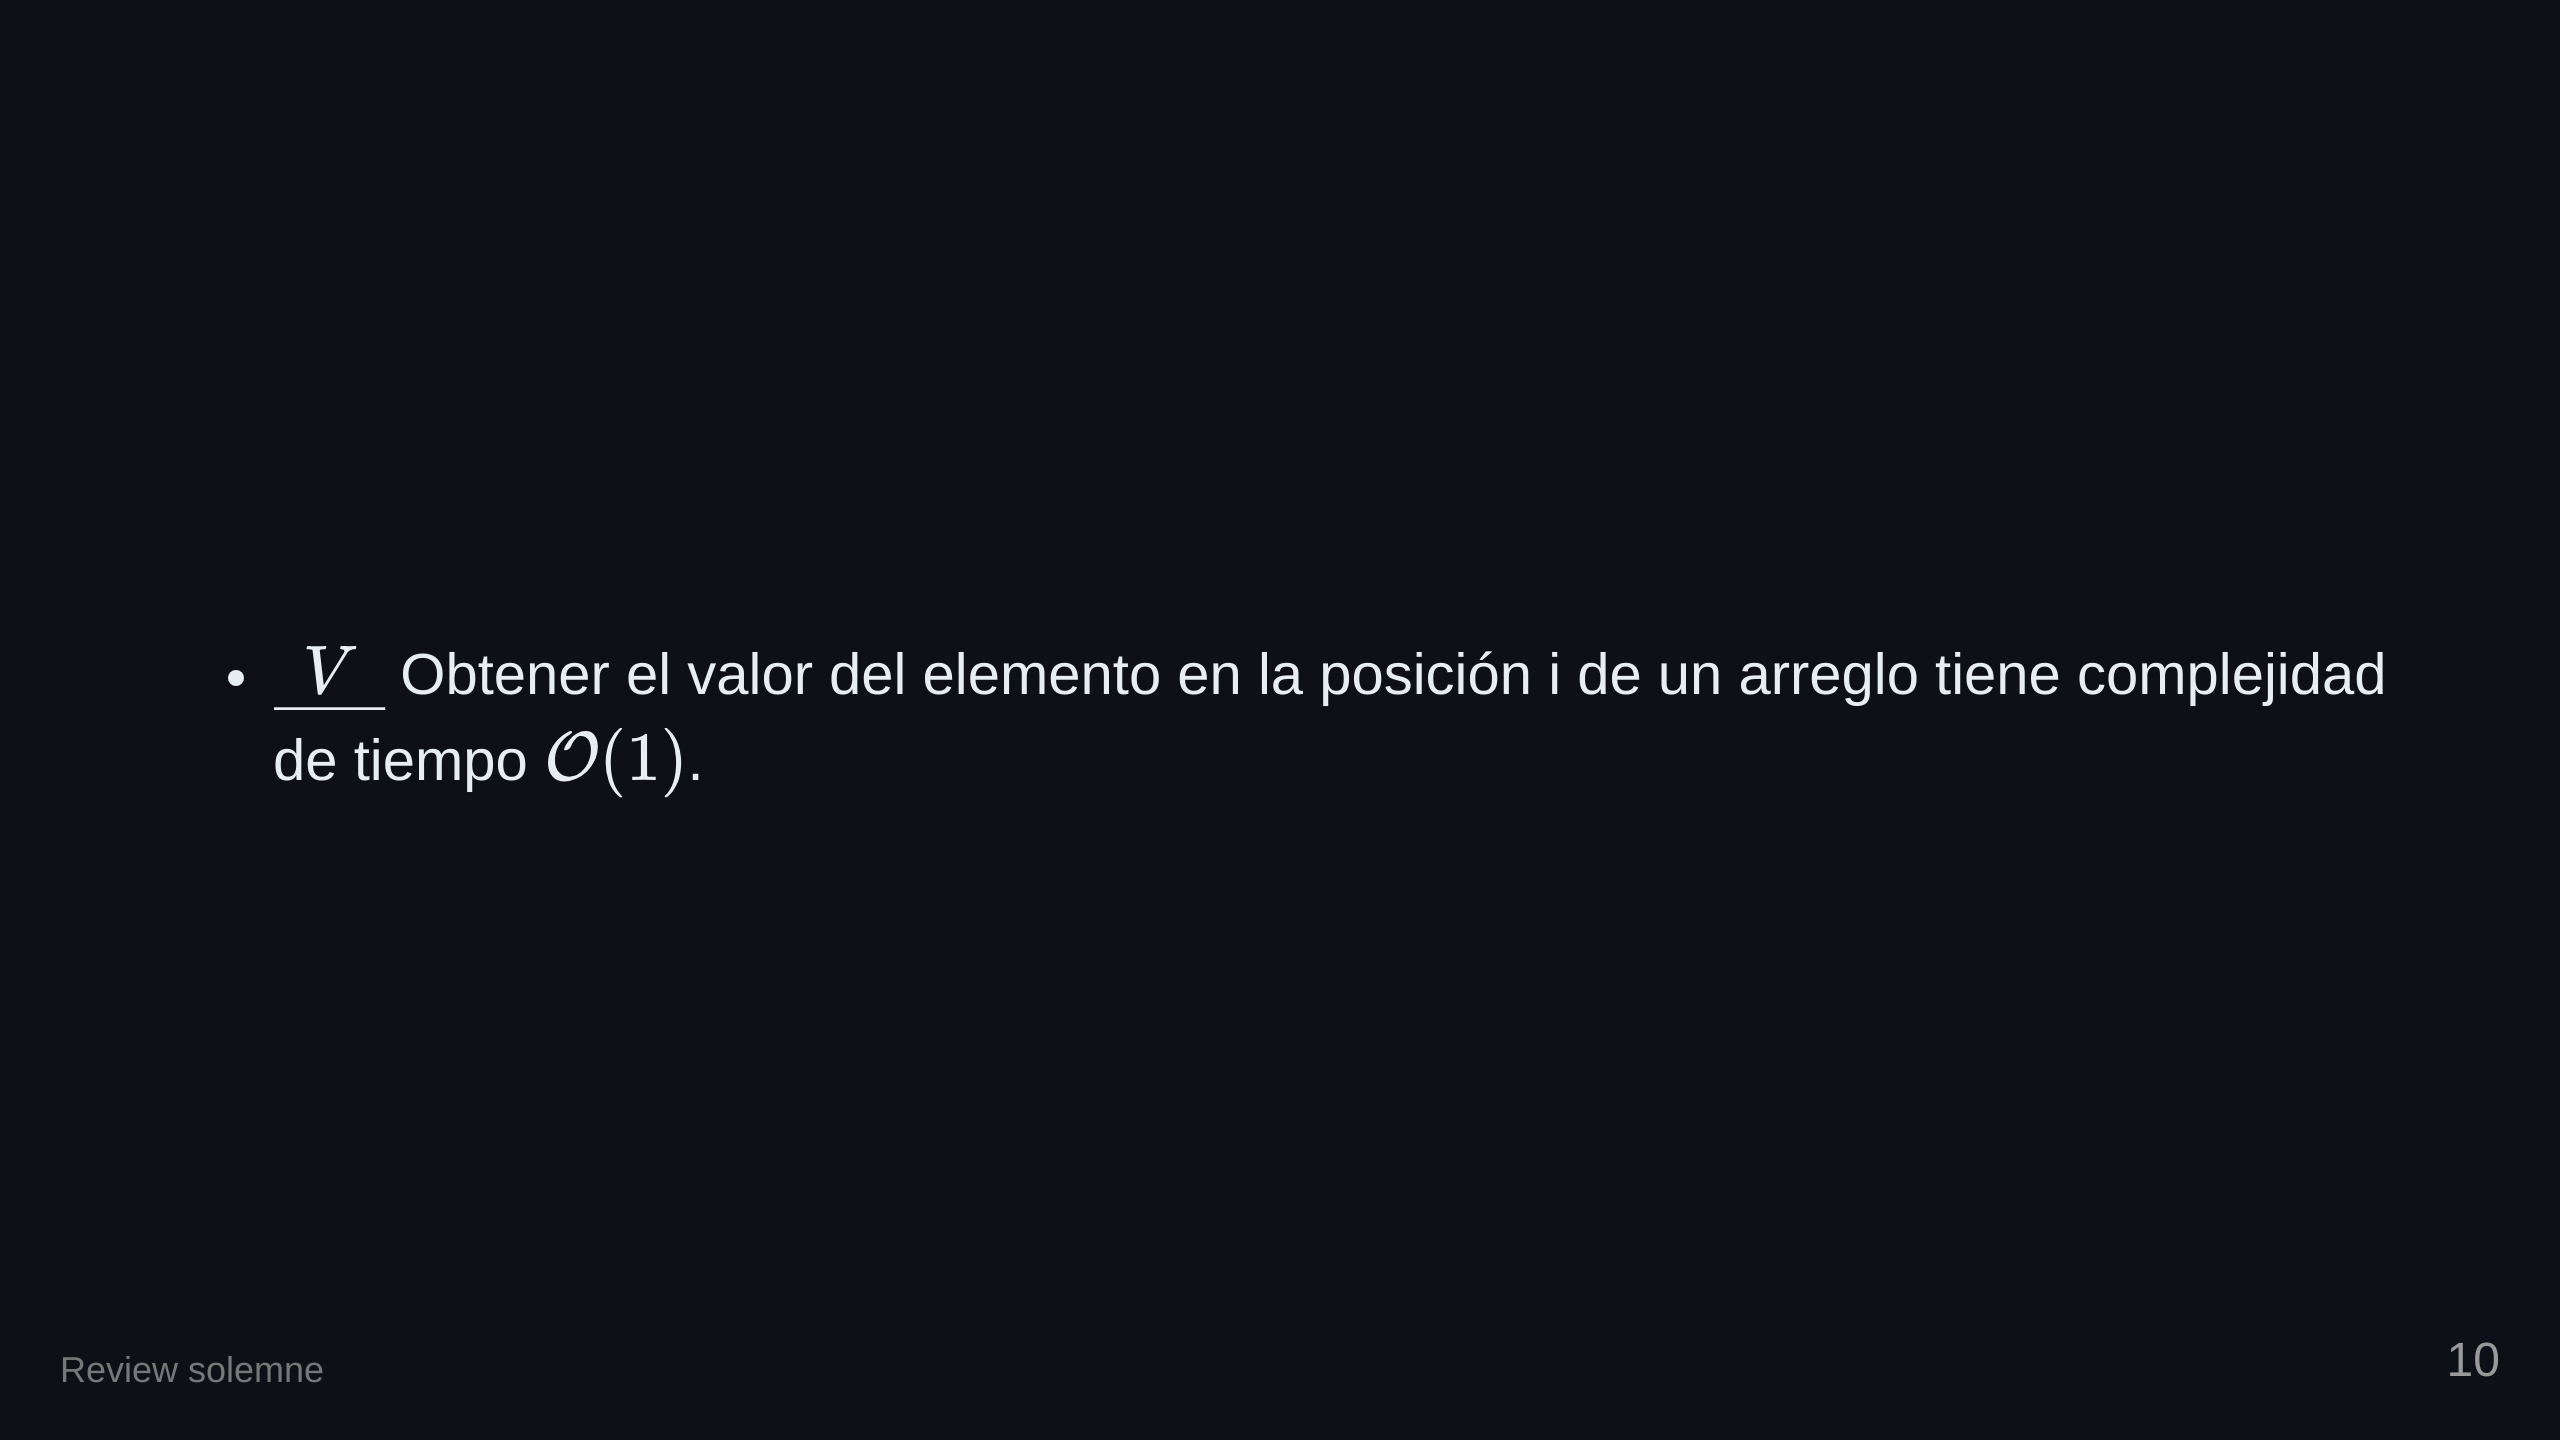 • V Obtener el valor del elemento en la posición i de un arreglo tiene complejidad
de tiempo 𝒪(1).
Review solemne
10